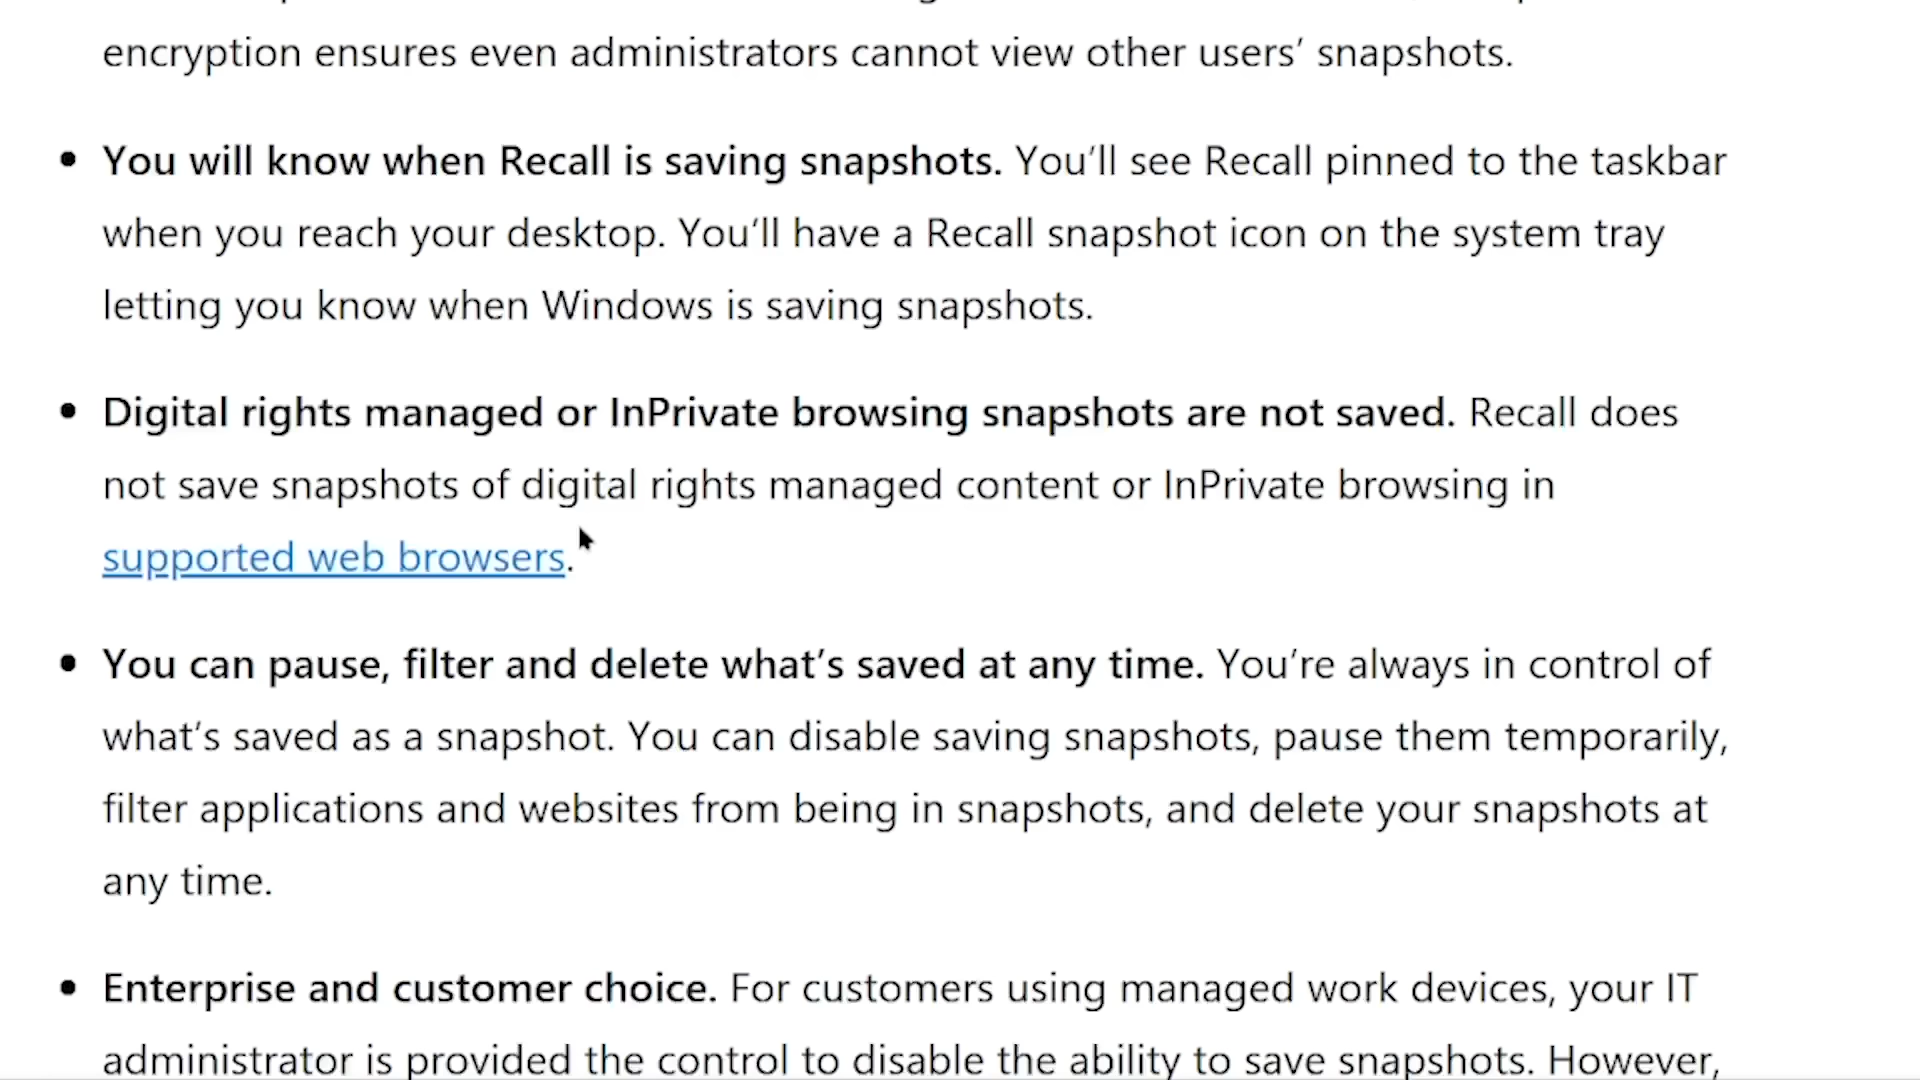 encryption ensures even administrators cannot view other users’ snapshots.
• You will know when Recall is saving snapshots. You’ll see Recall pinned to the taskbar
when you reach your desktop. You’ll have a Recall snapshot icon on the system tray
letting you know when Windows is saving snapshots.
• Digital rights managed or InPrivate browsing snapshots are not saved. Recall does
not save snapshots of digital rights managed content or InPrivate browsing in
supported web browsers.
• You can pause, filter and delete what’s saved at any time. You’re always in control of
what’s saved as a snapshot. You can disable saving snapshots, pause them temporarily,
filter applications and websites from being in snapshots, and delete your snapshots at
any time.
• Enterprise and customer choice. For customers using managed work devices, your IT
administrator is provided the control to disable the ability to save snapshots. However,